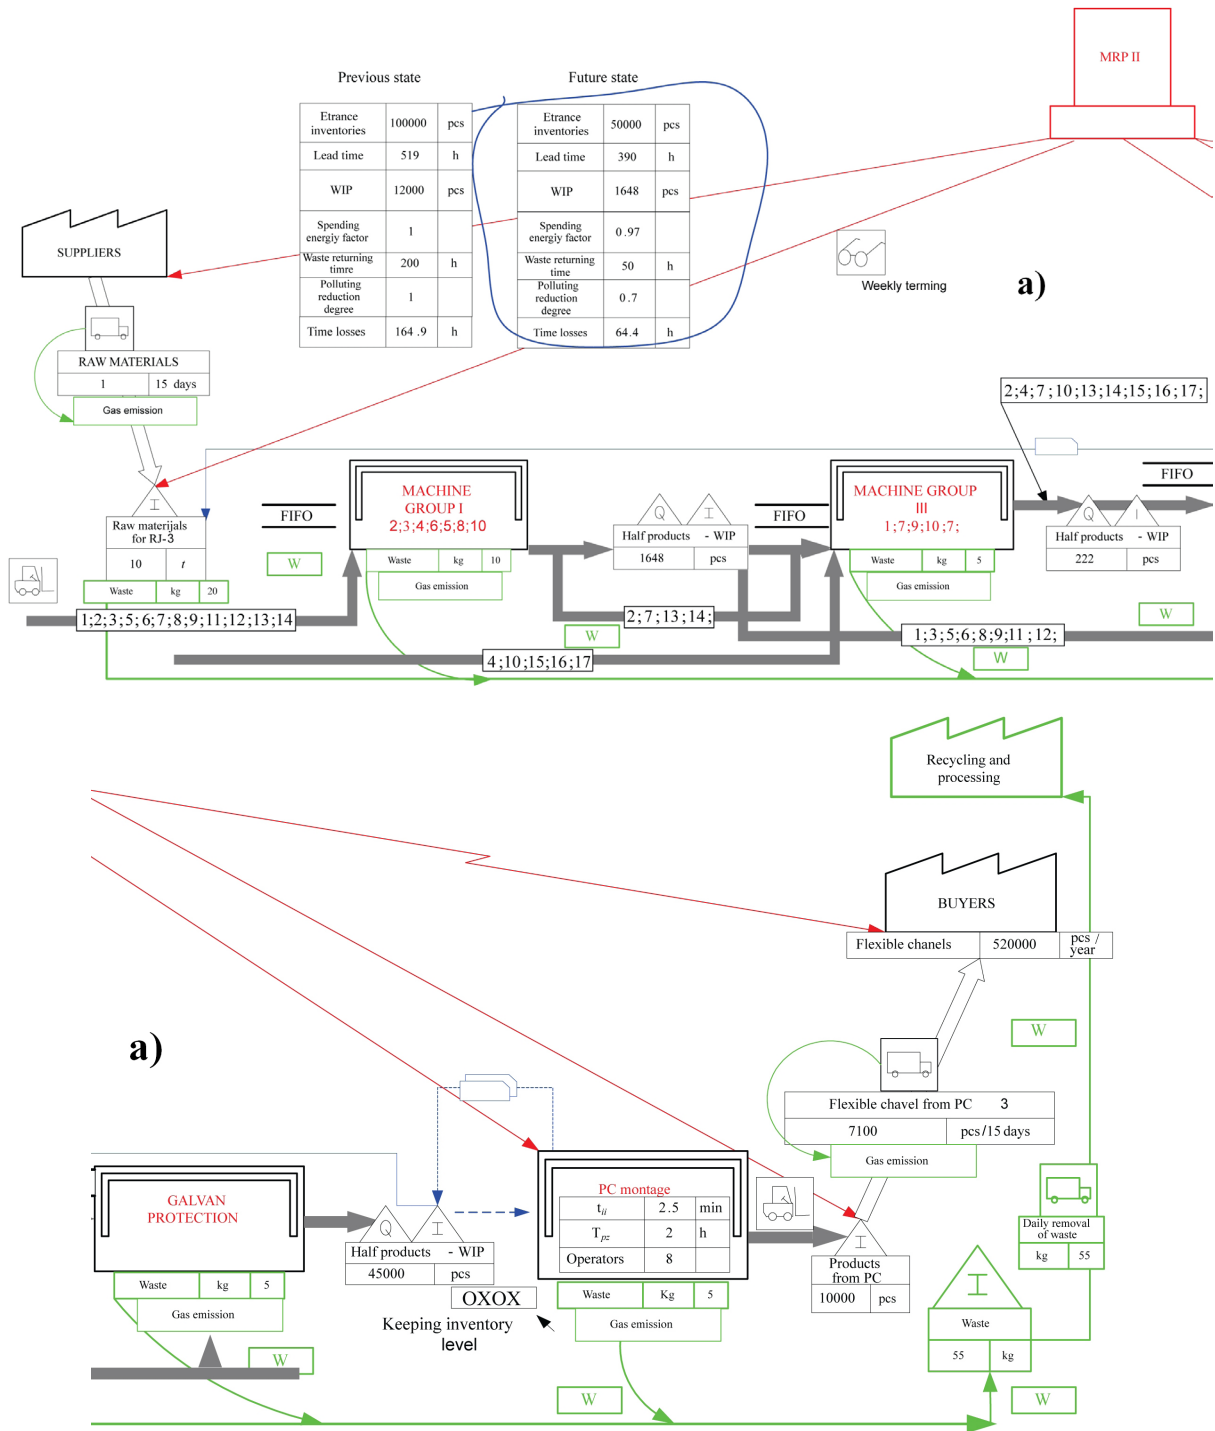 MRP II
Previous state
Future state
Etrance inventories 100000 pcs
Lead time 519 h
WIP 12000 pcs
Spending energiy factor 1
Waste returning timre 200 h
Polluting reduction degree 1
Time losses 164.9 h
Etrance inventories 50000 pcs
Lead time 390 h
WIP 1648 pcs
Spending energiy factor 0.97
Waste returning time 50 h
Polluting reduction degree 0.7
Time losses 64.4 h
Weekly terming
a)
SUPPLIERS
RAW MATERIALS
1 15 days
Gas emission
I
Raw materijals
for RJ-3
10 t
Waste kg 20
1;2;3;5;6;7;8;9;11;12;13;14
FIFO
W
MACHINE
GROUP I
2;3;4;6;5;8;10
Waste kg 10
Gas emission
4;10;15;16;17
Q I
Half products - WIP
1648 pcs
2;7;13;14;
W
FIFO
MACHINE GROUP
III
1;7;9;10;7;
Waste kg 5
Gas emission
1;3;5;6;8;9;11;12;
W
2;4;7;10;13;14;15;16;17;
Q I
Half products - WIP
222 pcs
FIFO
W
Recycling and
processing
BUYERS
Flexible chanels 520000 pcs / year
W
a)
Flexible chavel from PC 3
7100 pcs/15 days
Gas emission
GALVAN
PROTECTION
Waste kg 5
Gas emission
W
Q I
Half products - WIP
45000 pcs
OXOX
Keeping inventory
level
PC montage
tii 2.5 min
Tpz 2 h
Operators 8
Waste Kg 5
Gas emission
W
I
Products
from PC
10000 pcs
Daily removal
of waste
kg 55
I
Waste
55 kg
W